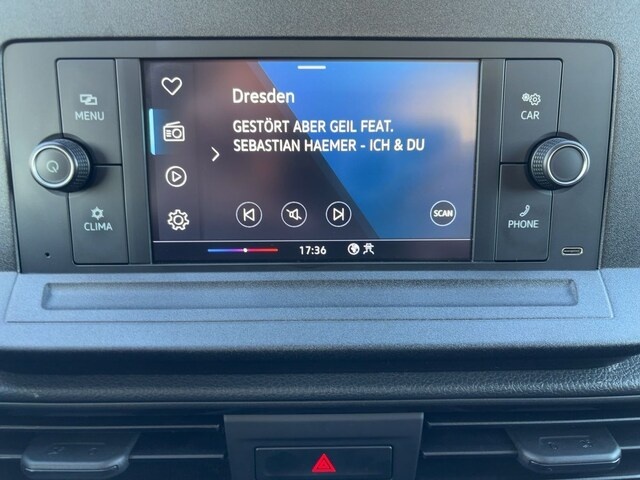 MENU
CLIMA
Dresden
GESTÖRT ABER GEIL FEAT.
SEBASTIAN HAEMER - ICH & DU
SCAN
17:36
CAR
PHONE